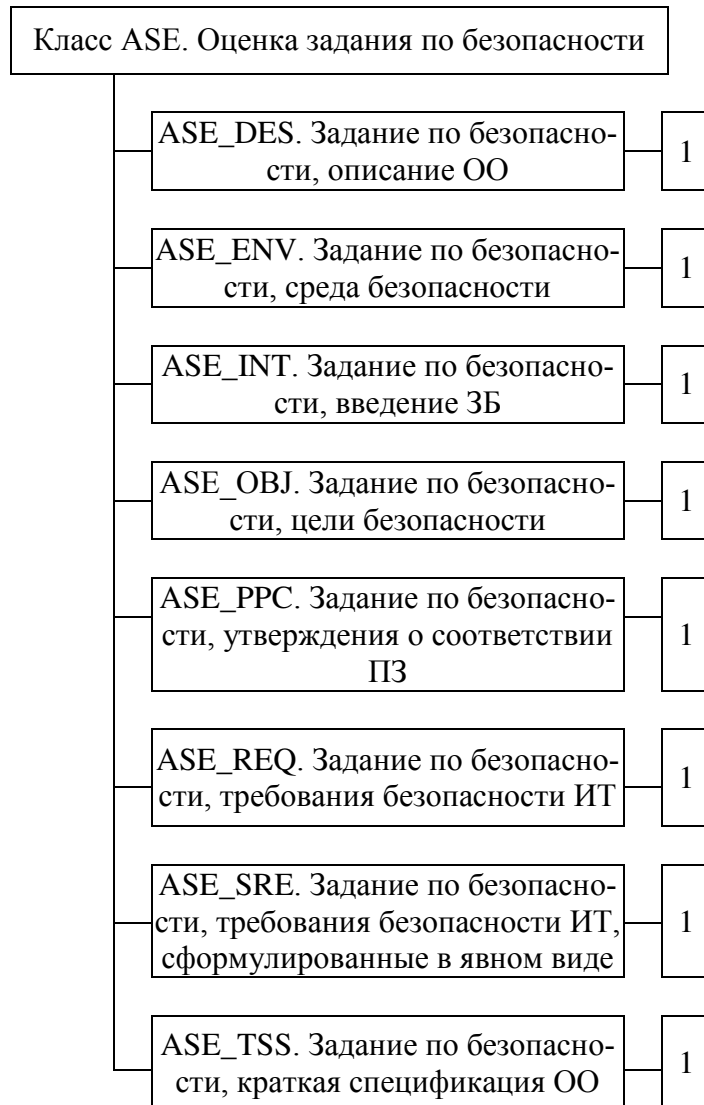 Класс ASE. Оценка задания по безопасности
ASE_DES. Задание по безопасно-
сти, описание ОО
1
ASE_ENV. Задание по безопасно-
сти, среда безопасности
1
ASE_INT. Задание по безопасно-
сти, введение ЗБ
1
ASE_OBJ. Задание по безопасно-
сти, цели безопасности
1
ASE_PPC. Задание по безопасно-
сти, утверждения о соответствии
ПЗ
1
ASE_REQ. Задание по безопасно-
сти, требования безопасности ИТ
1
ASE_SRE. Задание по безопасно-
сти, требования безопасности ИТ,
сформулированные в явном виде
1
ASE_TSS. Задание по безопасно-
сти, краткая спецификация ОО
1